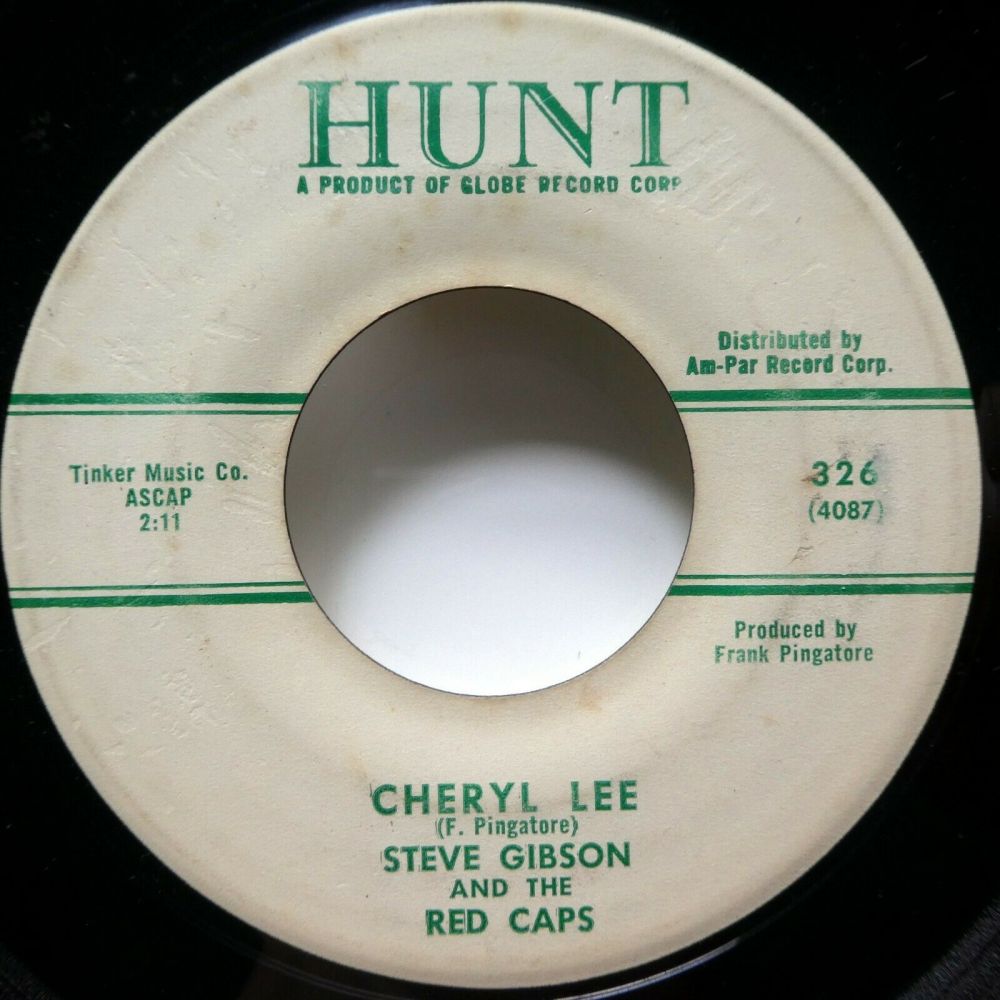 HUNT
A PRODUCT OF GLOBE RECORD CORP
Distributed by
Am-Par Record Corp.
Tinker Music Co.
ASCAP
2:11
326
(4087)
Produced by
Frank Pingatore
CHERYL LEE
(F. Pingatore)
STEVE GIBSON
AND THE
RED CAPS